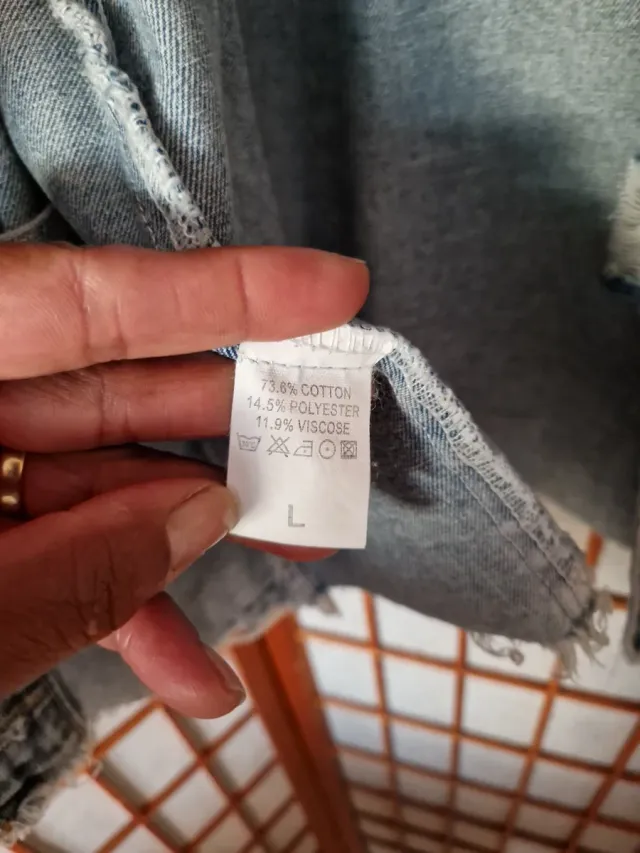 73.6% COTTON
14.5% POLYESTER
11.9% VISCOSE
L